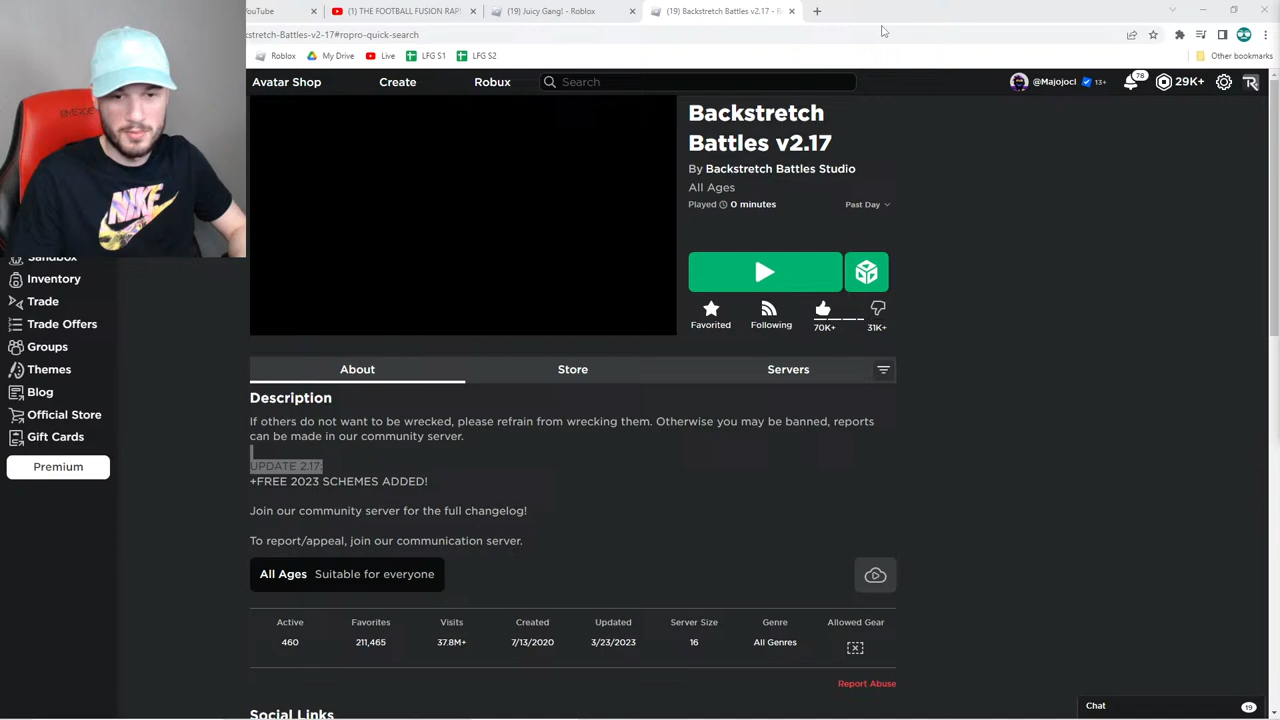 YouTube
(1) THE FOOTBALL FUSION RAP
(19) Juicy Gang! - Roblox
(19) Backstretch Battles v2.17 - R
stretch-Battles-v2-17#ropro-quick-search
Roblox
My Drive
Live
LFG S1
LFG S2
Other bookmarks
Avatar Shop
Create
Robux
Search
@Majojocl
13+
78
29K+
EMERGE
NIKE
Backstretch
Battles v2.17
By Backstretch Battles Studio
All Ages
Played 0 minutes
Past Day
Favorited
Following
70K+
31K+
Sandbox
Inventory
Trade
Trade Offers
Groups
Themes
Blog
Official Store
Gift Cards
Premium
About
Store
Servers
Description
If others do not want to be wrecked, please refrain from wrecking them. Otherwise you may be banned, reports
can be made in our community server.
UPDATE 2.17:
+FREE 2023 SCHEMES ADDED!
Join our community server for the full changelog!
To report/appeal, join our communication server.
All Ages Suitable for everyone
Active
Favorites
Visits
Created
Updated
Server Size
Genre
Allowed Gear
460
211,465
37.8M+
7/13/2020
3/23/2023
16
All Genres
Report Abuse
Social Links
Chat
19